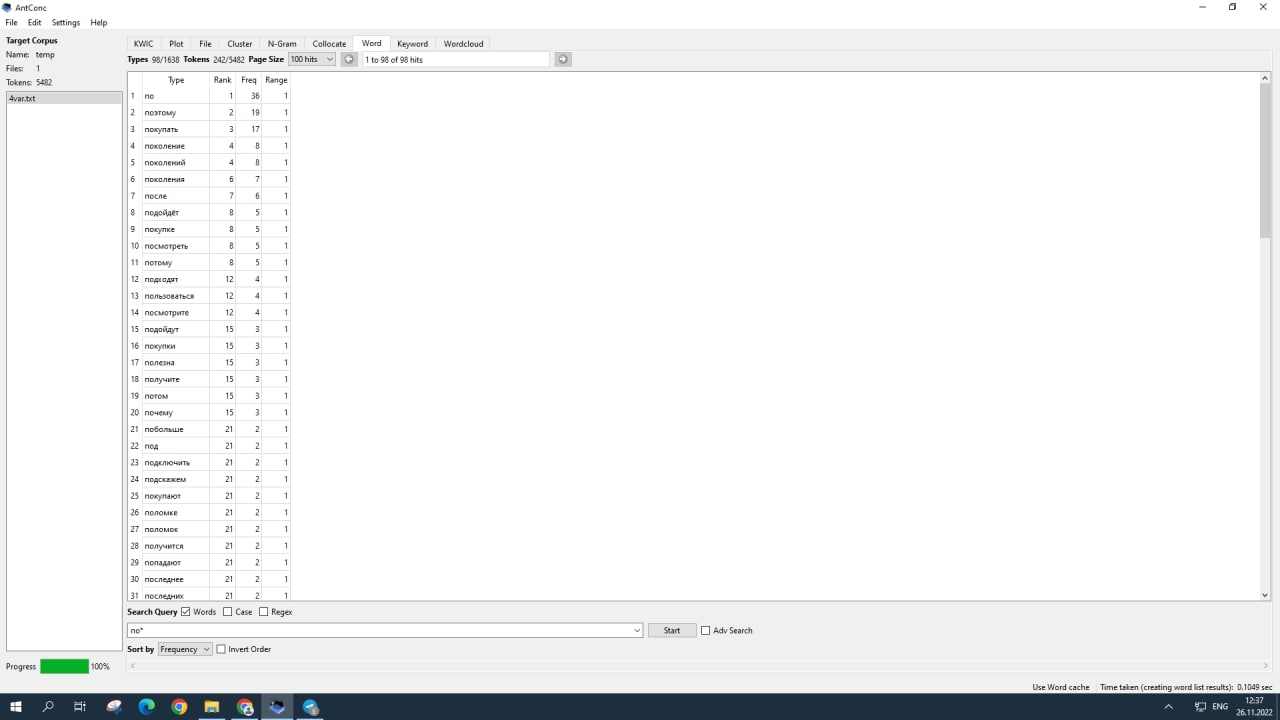 AntConc
File Edit Settings Help
Target Corpus
Name: temp
Files: 1
Tokens: 5482
4var.txt
Progress 100%
KWIC Plot File Cluster N-Gram Collocate Word Keyword Wordcloud
Types 98/1638 Tokens 242/5482 Page Size 100 hits 1 to 98 of 98 hits
Type Rank Freq Range
1 по 1 36 1
2 поэтому 2 19 1
3 покупать 3 17 1
4 поколение 4 8 1
5 поколений 4 8 1
6 поколения 6 7 1
7 после 7 6 1
8 подойдёт 8 5 1
9 покупке 8 5 1
10 посмотреть 8 5 1
11 потому 8 5 1
12 подходят 12 4 1
13 пользоваться 12 4 1
14 посмотрите 12 4 1
15 подойдут 15 3 1
16 покупки 15 3 1
17 полезна 15 3 1
18 получите 15 3 1
19 потом 15 3 1
20 почему 15 3 1
21 побольше 21 2 1
22 под 21 2 1
23 подключить 21 2 1
24 подскажем 21 2 1
25 покупают 21 2 1
26 поломке 21 2 1
27 поломок 21 2 1
28 получится 21 2 1
29 попадают 21 2 1
30 последнее 21 2 1
31 последних 21 2 1
Search Query Words Case Regex
по* Start Adv Search
Sort by Frequency Invert Order
Use Word cache Time taken (creating word list results): 0.1049 sec
ENG 12:37
26.11.2022